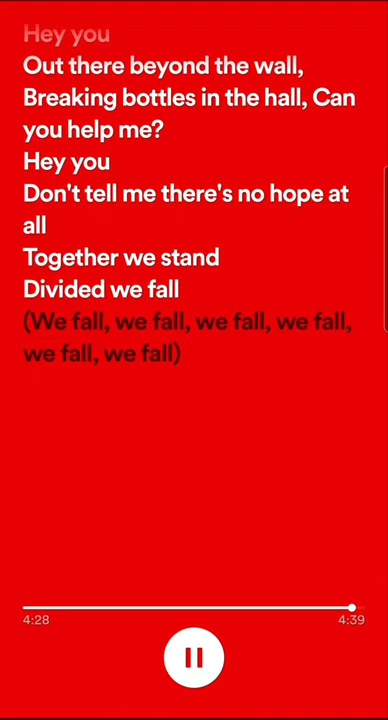 Hey you
Out there beyond the wall,
Breaking bottles in the hall, Can
you help me?
Hey you
Don't tell me there's no hope at
all
Together we stand
Divided we fall
(We fall, we fall, we fall, we fall,
we fall, we fall)
4:28
4:39